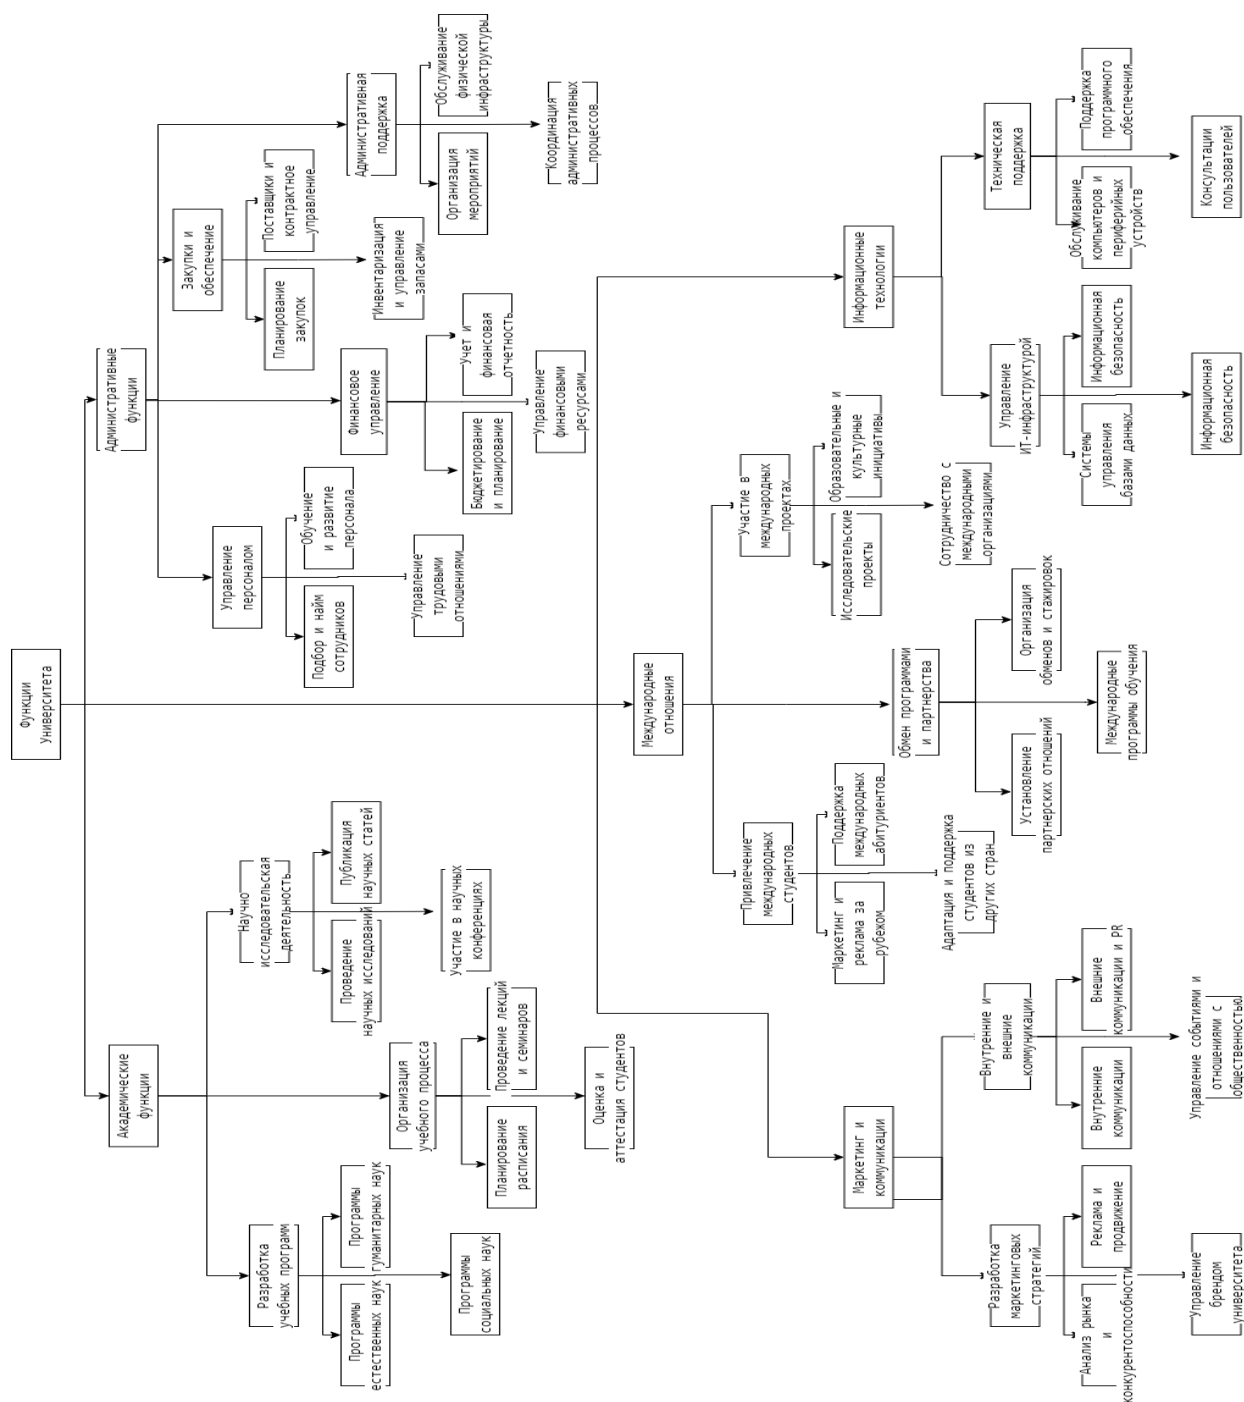 Функции
Университета
Академические
функции
Разработка
учебных программ
Программы
естественных наук
Программы
гуманитарных наук
Программы
социальных наук
Организация
учебного процесса
Планирование
расписания
Проведение лекций
и семинаров
Оценка и
аттестация студентов
Научно
исследовательская
деятельность
Проведение
научных исследований
Публикация
научных статей
Участие в научных
конференциях
Административные
функции
Управление
персоналом
Подбор и найм
сотрудников
Обучение
и развитие
персонала
Управление
трудовыми
отношениями
Финансовое
управление
Бюджетирование
и планирование
Учет и
финансовая
отчетность
Управление
финансовыми
ресурсами
Закупки и
обеспечение
Планирование
закупок
Поставщики и
контрактное
управление
Инвентаризация
и управление
запасами
Административная
поддержка
Организация
мероприятий
Обслуживание
физической
инфраструктуры
Координация
административных
процессов
Международные
отношения
Привлечение
международных
студентов
Маркетинг и
реклама за
рубежом
Поддержка
международных
абитуриентов
Адаптация и поддержка
студентов из
других стран
Обмен программами
и партнерства
Установление
партнерских отношений
Организация
обменов и стажировок
Международные
программы обучения
Участие в
международных
проектах
Исследовательские
проекты
Образовательные и
культурные
инициативы
Сотрудничество с
международными
организациями
Маркетинг и
коммуникации
Разработка
маркетинговых
стратегий
Анализ рынка
и
конкурентоспособности
Реклама и
продвижение
Управление
брендом
университета
Внутренние и
внешние
коммуникации
Внутренние
коммуникации
Внешние
коммуникации и PR
Управление событиями и
отношениями с
общественностью
Информационные
технологии
Управление
ИТ-инфраструктурой
Системы
управления
базами данных
Информационная
безопасность
Информационная
безопасность
Техническая
поддержка
Обслуживание
компьютеров и
периферийных
устройств
Поддержка
программного
обеспечения
Консультации
пользователей